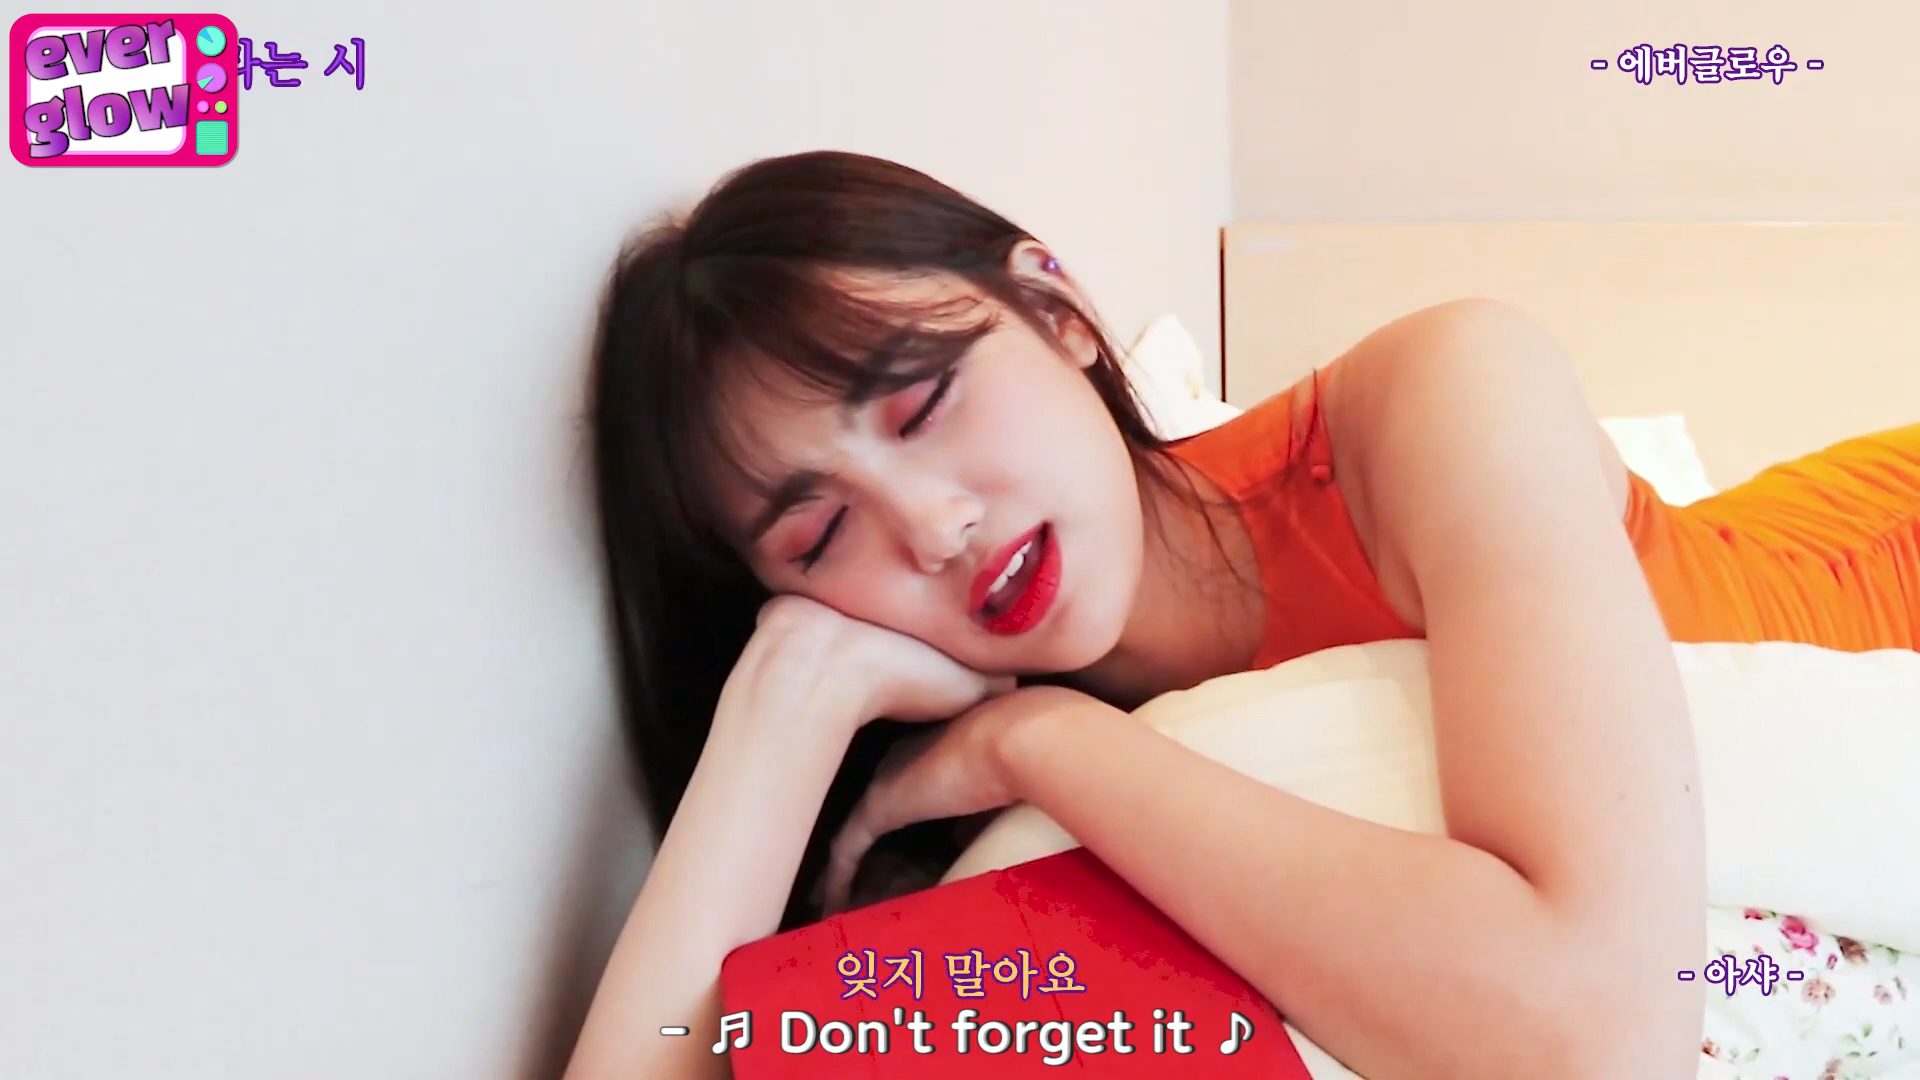 ever
glow
는 시
- 에버글로우 -
잊지 말아요
- 아샤 -
- ♬ Don't forget it ♪